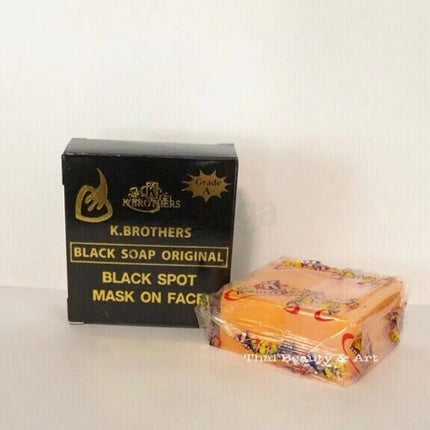 Grade
A
K
K.BROTHERS
K.BROTHERS
BLACK SOAP ORIGINAL
BLACK SPOT
MASK ON FACE
Thai Beauty & Art